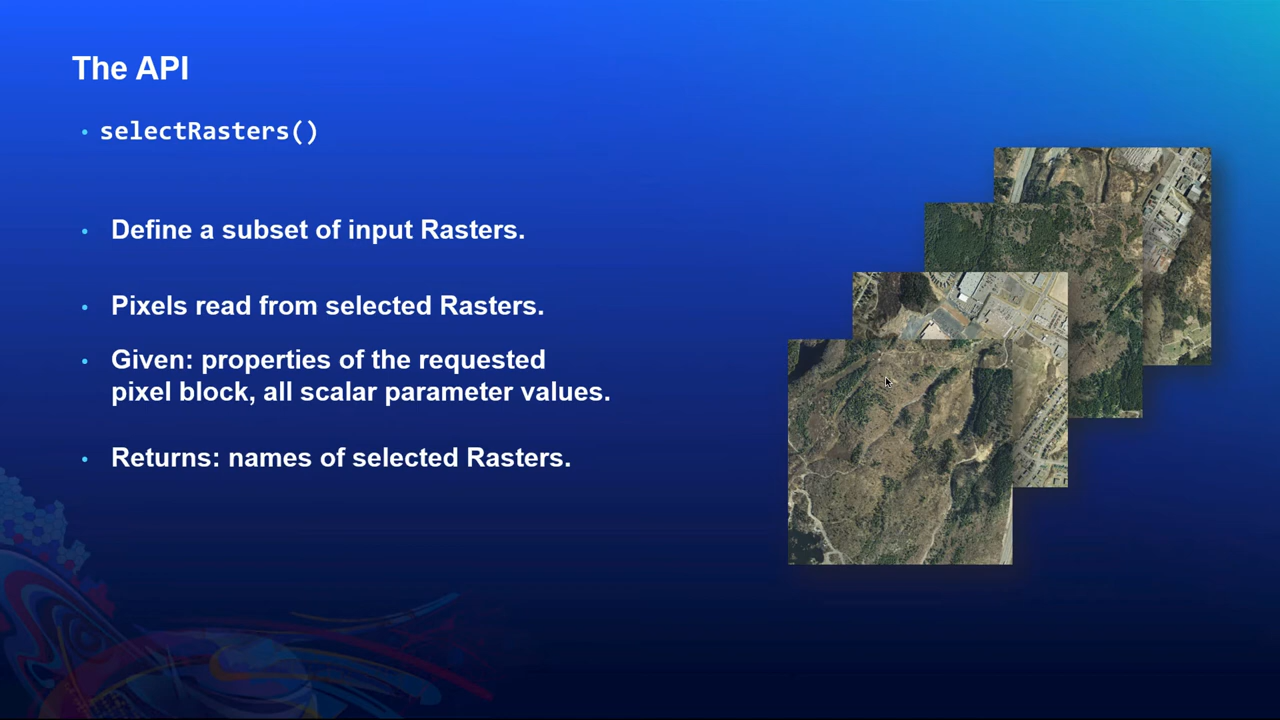 The API
• selectRasters()
• Define a subset of input Rasters.
• Pixels read from selected Rasters.
• Given: properties of the requested
pixel block, all scalar parameter values.
• Returns: names of selected Rasters.